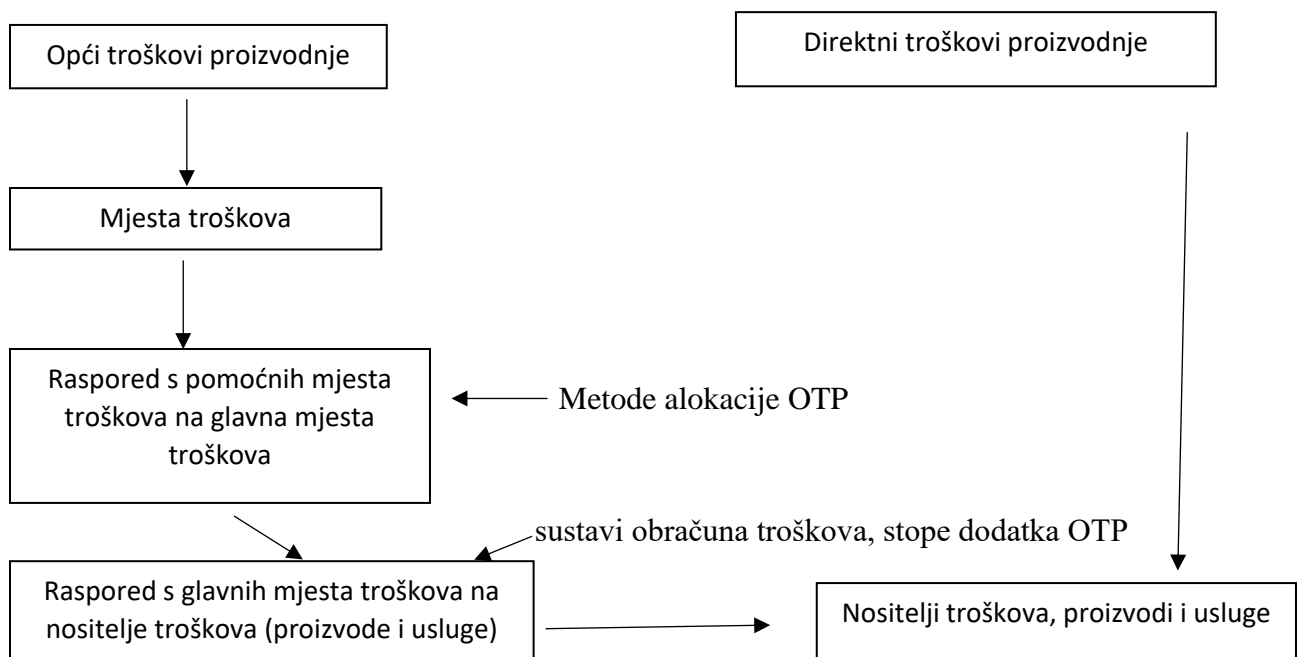 Opći troškovi proizvodnje
Direktni troškovi proizvodnje
Mjesta troškova
Raspored s pomoćnih mjesta
troškova na glavna mjesta
troškova
Metode alokacije OTP
sustavi obračuna troškova, stope dodatka OTP
Raspored s glavnih mjesta troškova na
nositelje troškova (proizvode i usluge)
Nositelji troškova, proizvodi i usluge